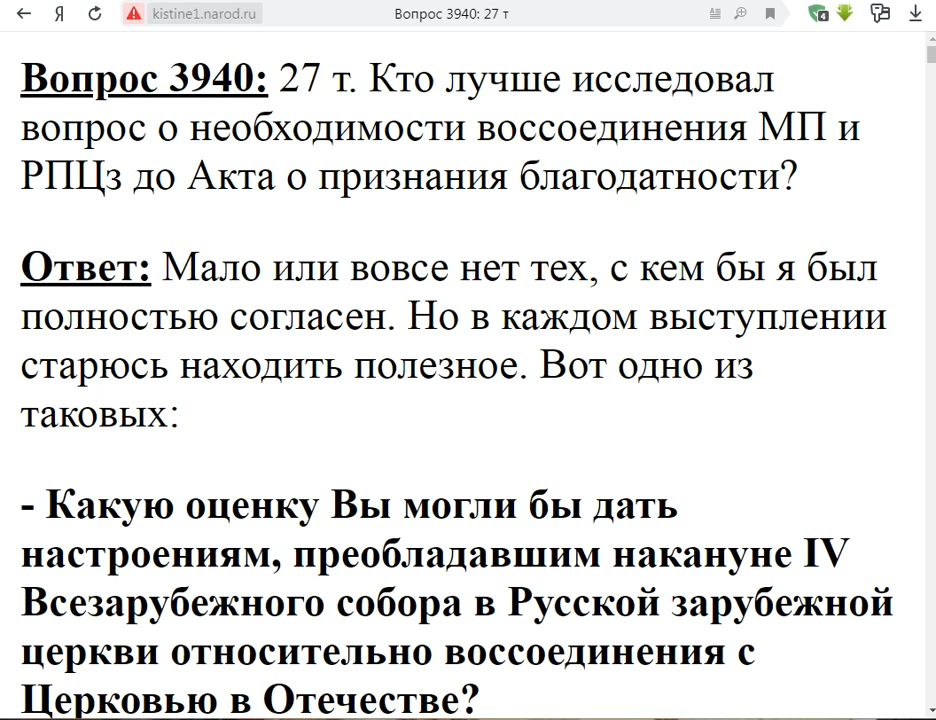 Я kistine1.narod.ru Вопрос 3940: 27 т 4
Вопрос 3940: 27 т. Кто лучше исследовал
вопрос о необходимости воссоединения МП и
РПЦз до Акта о признания благодатности?
Ответ: Мало или вовсе нет тех, с кем бы я был
полностью согласен. Но в каждом выступлении
стараюсь находить полезное. Вот одно из
таковых:
- Какую оценку Вы могли бы дать
настроениям, преобладавшим накануне IV
Всезарубежного собора в Русской зарубежной
церкви относительно воссоединения с
Церковью в Отечестве?